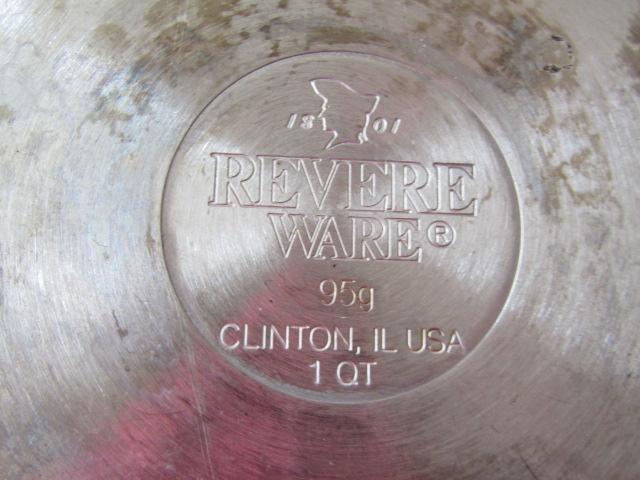 1801
REVERE
WARE®
95g
CLINTON, IL USA
1 QT